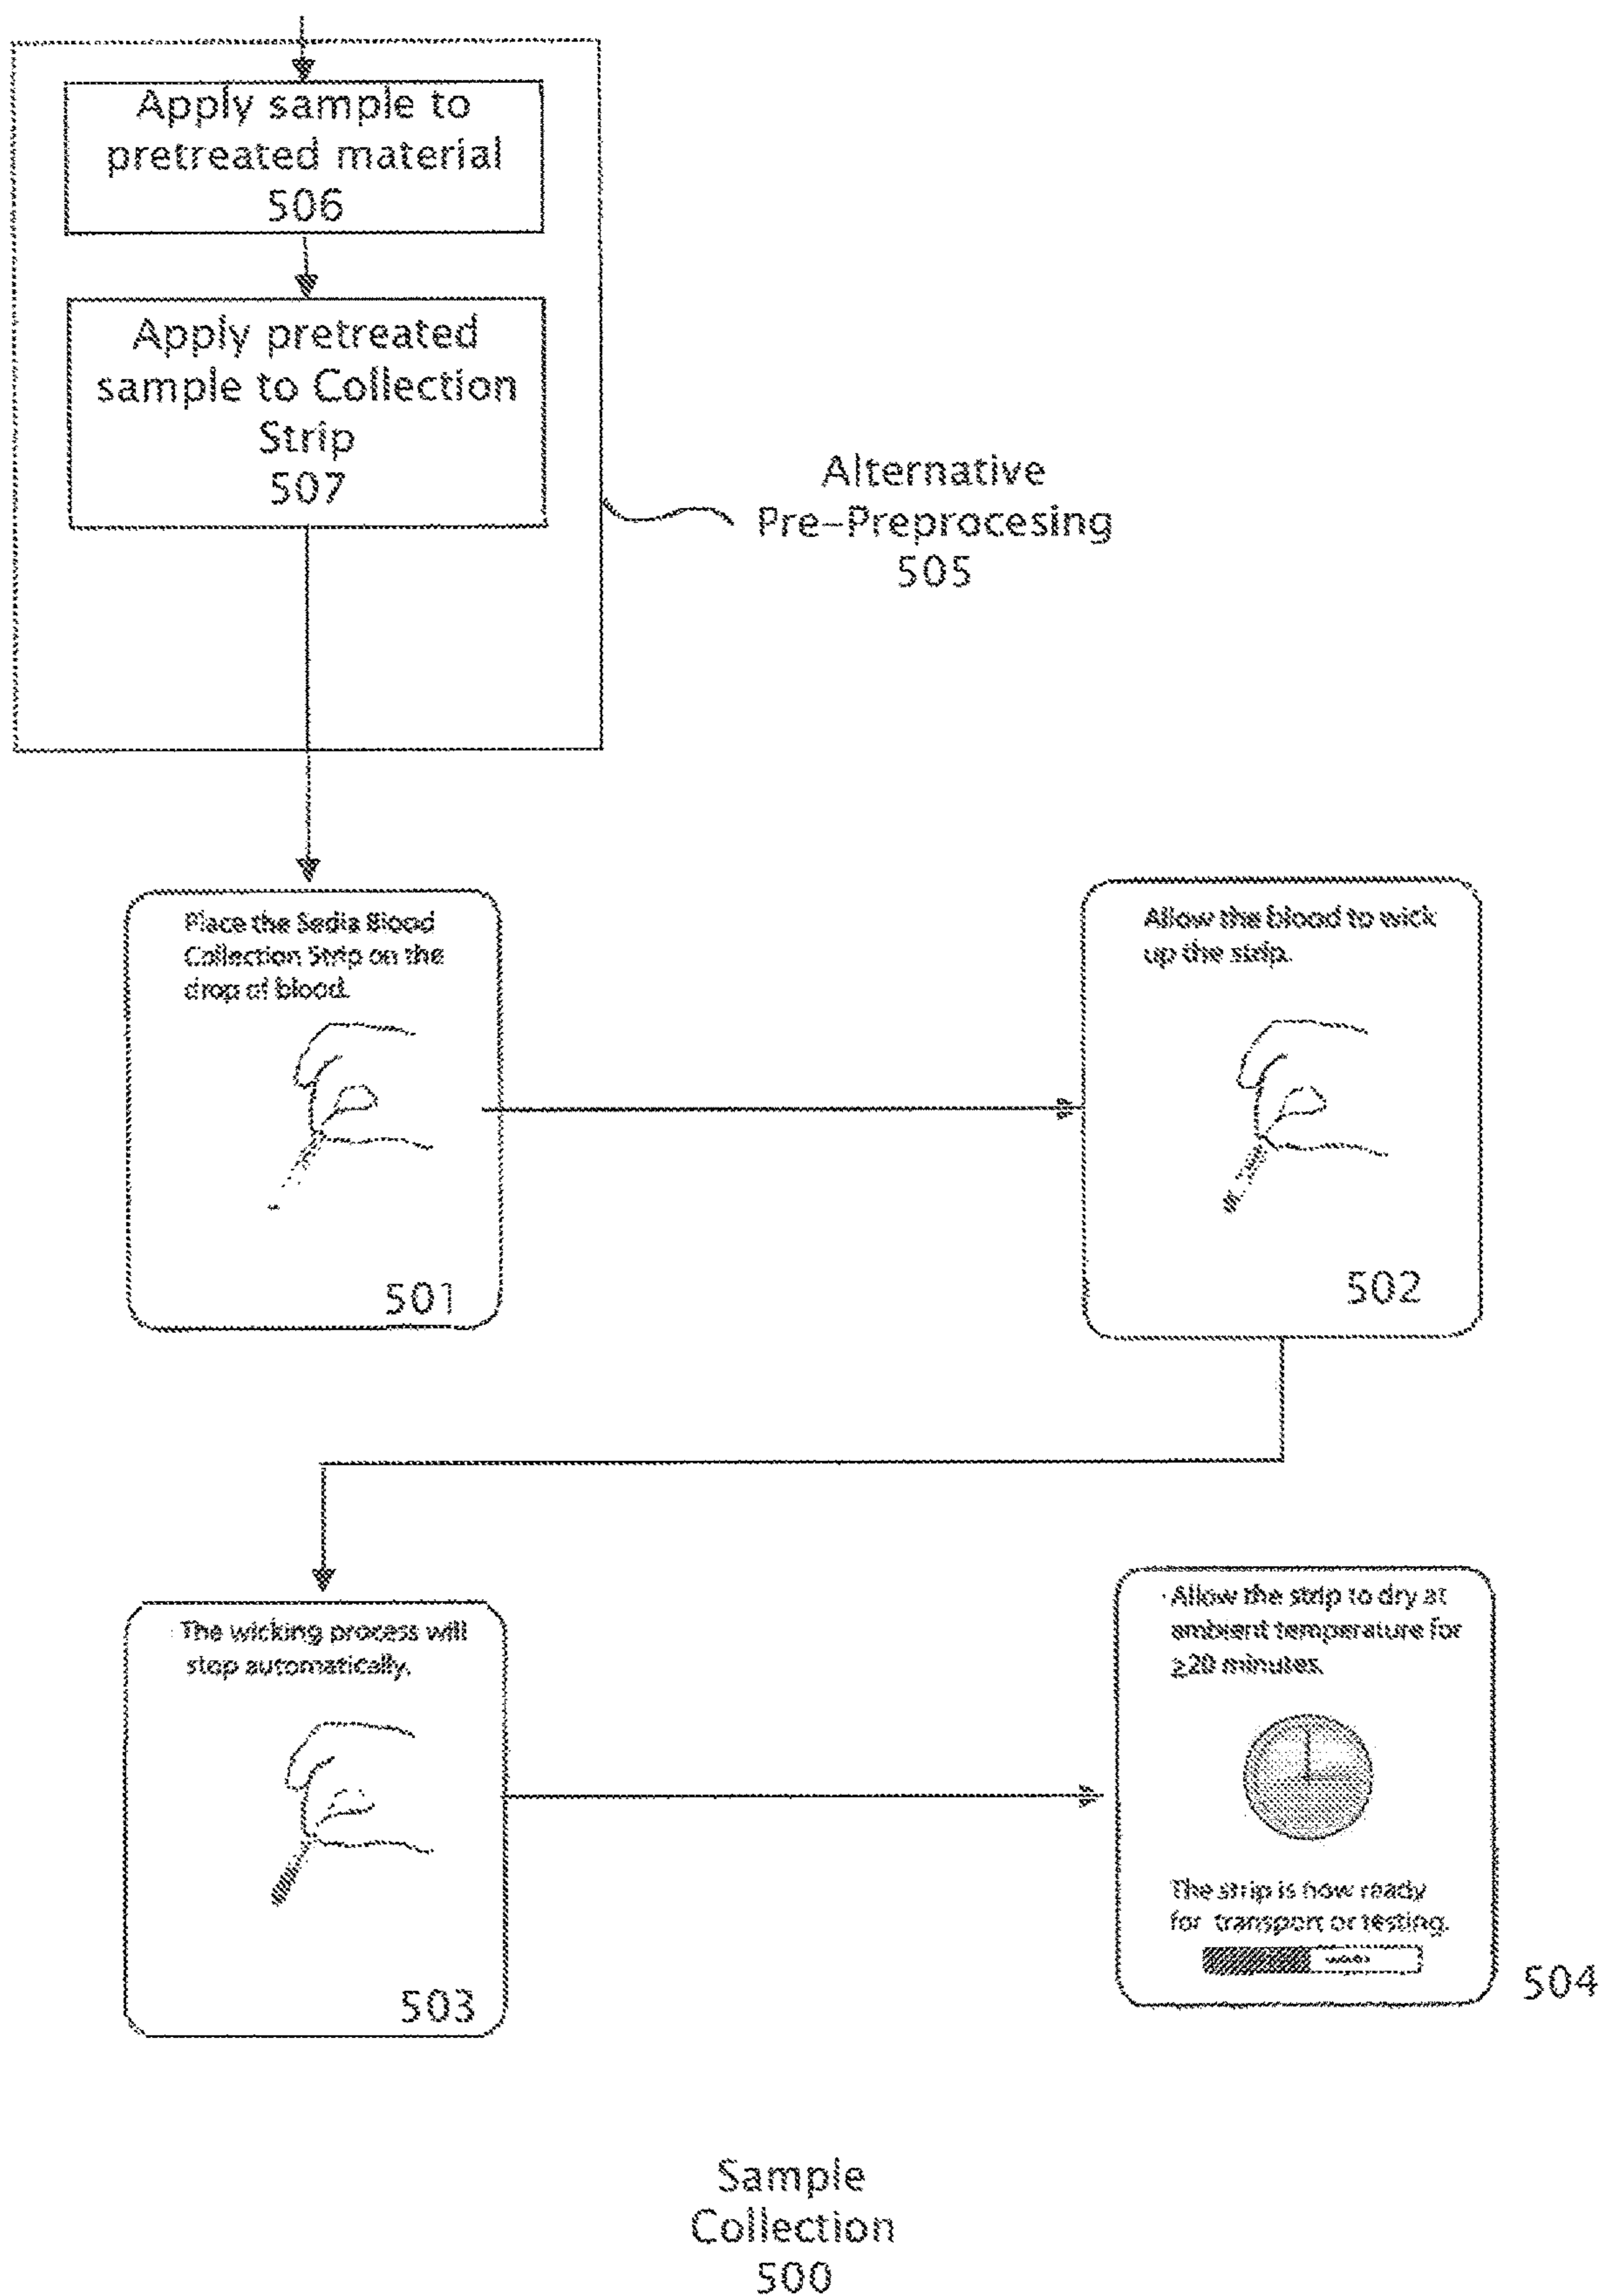 Apply sample to
pretreated material
506
Apply pretreated
sample to Collection
Strip
507
Alternative
Pre-Preprocesing
505
Place the Sedia Blood
Collection Strip on the
drop of blood.
501
Allow the blood to wick
up the strip.
502
The wicking process will
stop automatically.
503
Allow the strip to dry at
ambient temperature for
≥20 minutes.
The strip is now ready
for transport or testing.
504
Sample
Collection
500